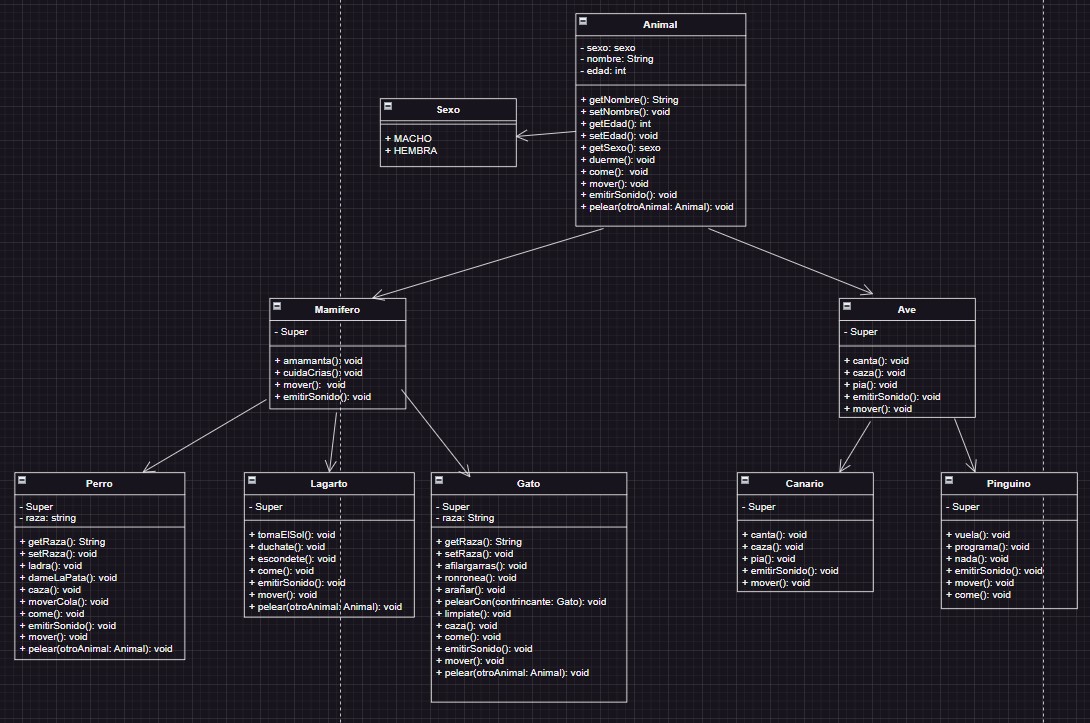 Animal
- sexo: sexo
- nombre: String
- edad: int
+ getNombre(): String
+ setNombre(): void
+ getEdad(): int
+ setEdad(): void
+ getSexo(): sexo
+ duerme(): void
+ come():  void
+ mover(): void
+ emitirSonido(): void
+ pelear(otroAnimal: Animal): void
Sexo
+ MACHO
+ HEMBRA
Mamifero
- Super
+ amamanta(): void
+ cuidaCrias(): void
+ mover():  void
+ emitirSonido(): void
Ave
- Super
+ canta(): void
+ caza(): void
+ pia(): void
+ emitirSonido(): void
+ mover(): void
Perro
- Super
- raza: string
+ getRaza(): String
+ setRaza(): void
+ ladra(): void
+ dameLaPata(): void
+ caza(): void
+ moverCola(): void
+ come(): void
+ emitirSonido(): void
+ mover(): void
+ pelear(otroAnimal: Animal): void
Lagarto
- Super
+ tomaElSol(): void
+ duchate(): void
+ escondete(): void
+ come(): void
+ emitirSonido(): void
+ mover(): void
+ pelear(otroAnimal: Animal): void
Gato
- Super
- raza: String
+ getRaza(): String
+ setRaza(): void
+ afilargarras(): void
+ ronronea(): void
+ arañar(): void
+ pelearCon(contrincante: Gato): void
+ limpiate(): void
+ caza(): void
+ come(): void
+ emitirSonido(): void
+ mover(): void
+ pelear(otroAnimal: Animal): void
Canario
- Super
+ canta(): void
+ caza(): void
+ pia(): void
+ emitirSonido(): void
+ mover(): void
Pinguino
- Super
+ vuela(): void
+ programa(): void
+ nada(): void
+ emitirSonido(): void
+ mover(): void
+ come(): void